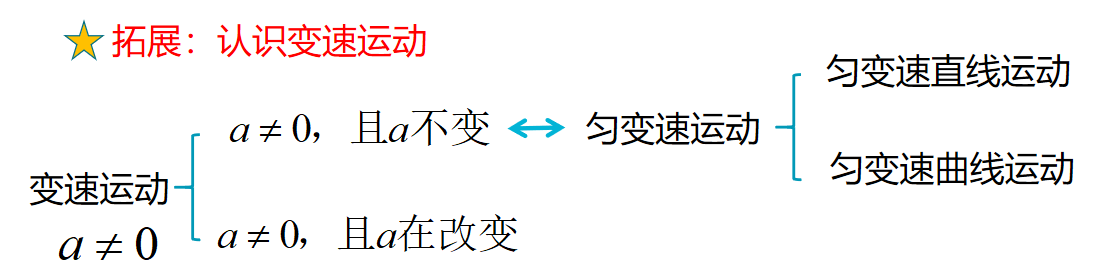 拓展：认识变速运动
匀变速直线运动
a ≠ 0，且a不变
匀变速运动
匀变速曲线运动
变速运动
a ≠ 0
a ≠ 0，且a在改变